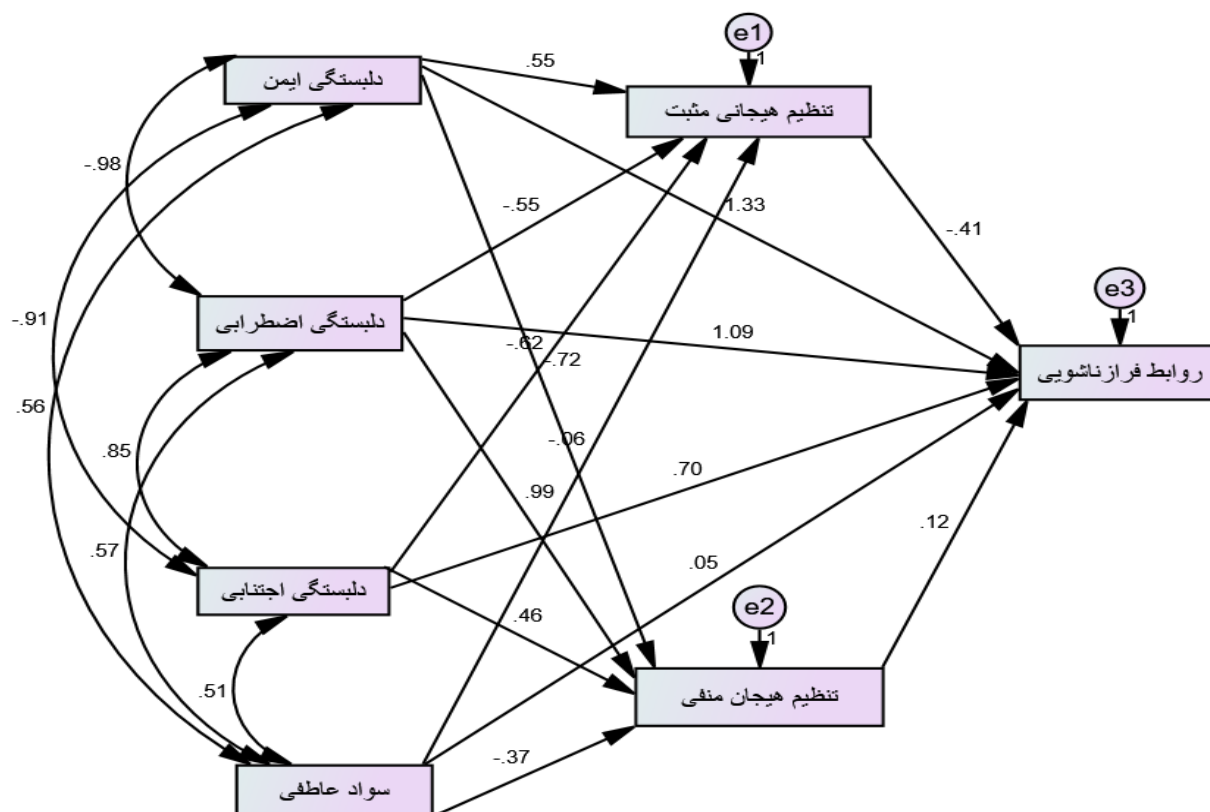 e1
.55
دلبستگی ایمن
تنظیم هیجانی مثبت
-.98
-.55
1.33
-.41
e3
دلبستگی اضطرابی
1.09
-.91
-.62
-.72
روابط فرازناشویی
.56
.85
-.06
.70
.99
.57
.12
.05
دلبستگی اجتنابی
e2
.46
.51
تنظیم هیجان منفی
-.37
سواد عاطفی
1
1
1